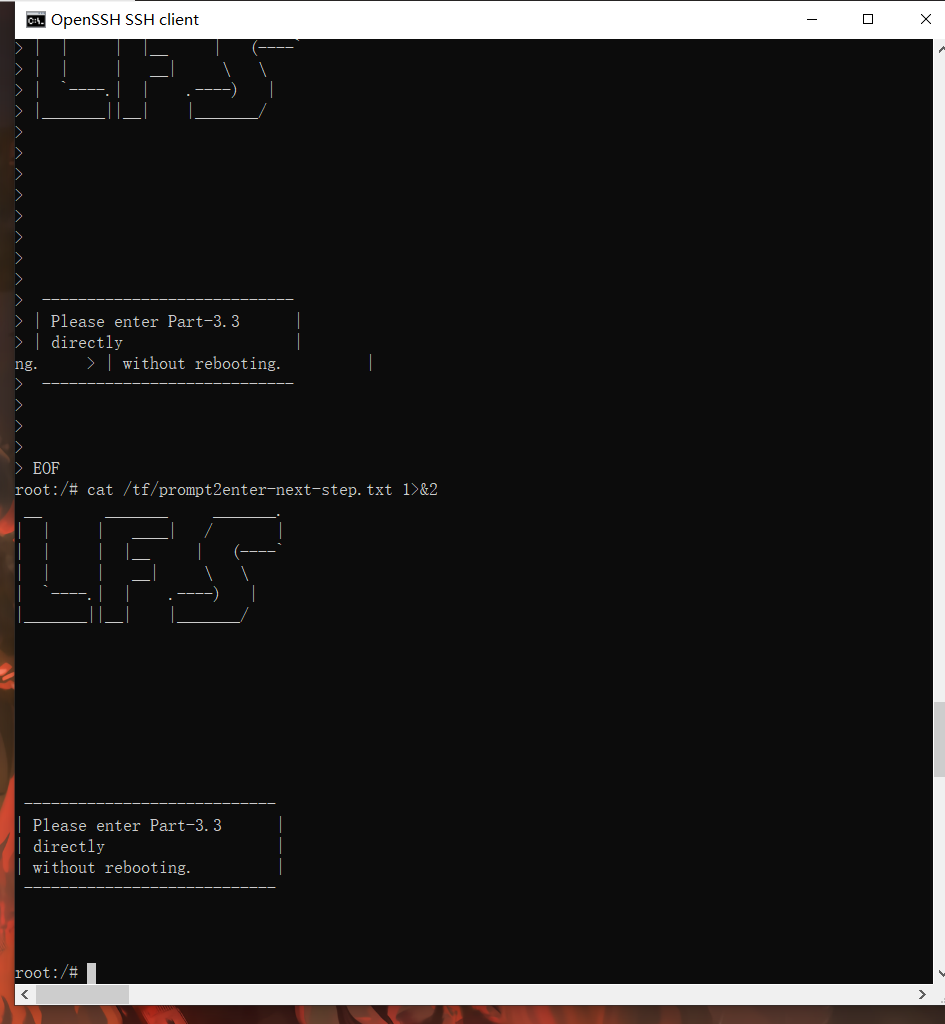 OpenSSH SSH client
> |  |      |  |__     |   (----`
> |  |      |   __|     \   \
> |  `----.|  |    .----)   |
> |_______||__|    |_______/
>
>
>
>
>
>
>
>
>  ----------------------------
> | Please enter Part-3.3      |
> | directly                   |
ng.     > | without rebooting.         |
>  ----------------------------
>
>
>
> EOF
root:/# cat /tf/prompt2enter-next-step.txt 1>&2
 __       _______     _______.
|  |     |   ____|   /       |
|  |     |  |__     |   (----`
|  |     |   __|     \   \
|  `----.|  |    .----)   |
|_______||__|    |_______/
 ----------------------------
| Please enter Part-3.3      |
| directly                   |
| without rebooting.         |
 ----------------------------
root:/#